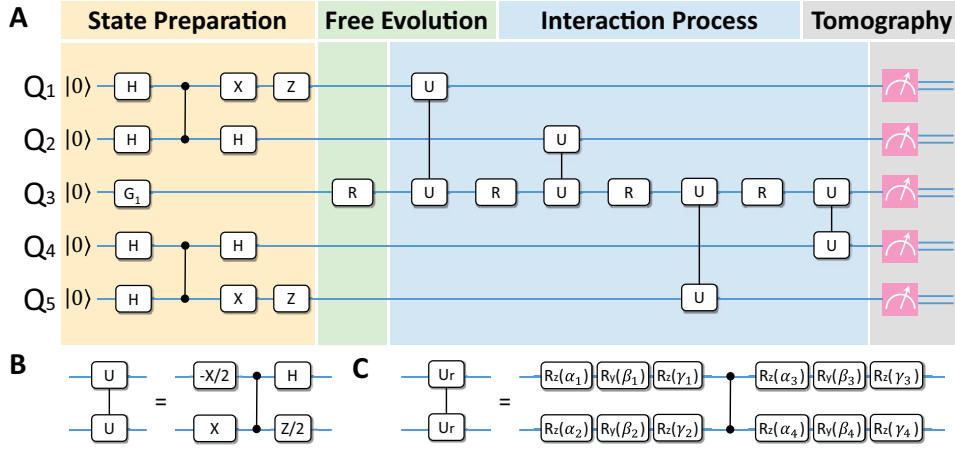 A State Preparation Free Evolution Interaction Process Tomography
Q1 |0⟩ H X Z U
Q2 |0⟩ H H U
Q3 |0⟩ G1 R U R U R U R U
Q4 |0⟩ H H U
Q5 |0⟩ H X Z U
B C
U = -X/2 H
U X Z/2
Ur = Rz(α1) Ry(β1) Rz(γ1) Rz(α3) Ry(β3) Rz(γ3)
Ur Rz(α2) Ry(β2) Rz(γ2) Rz(α4) Ry(β4) Rz(γ4)